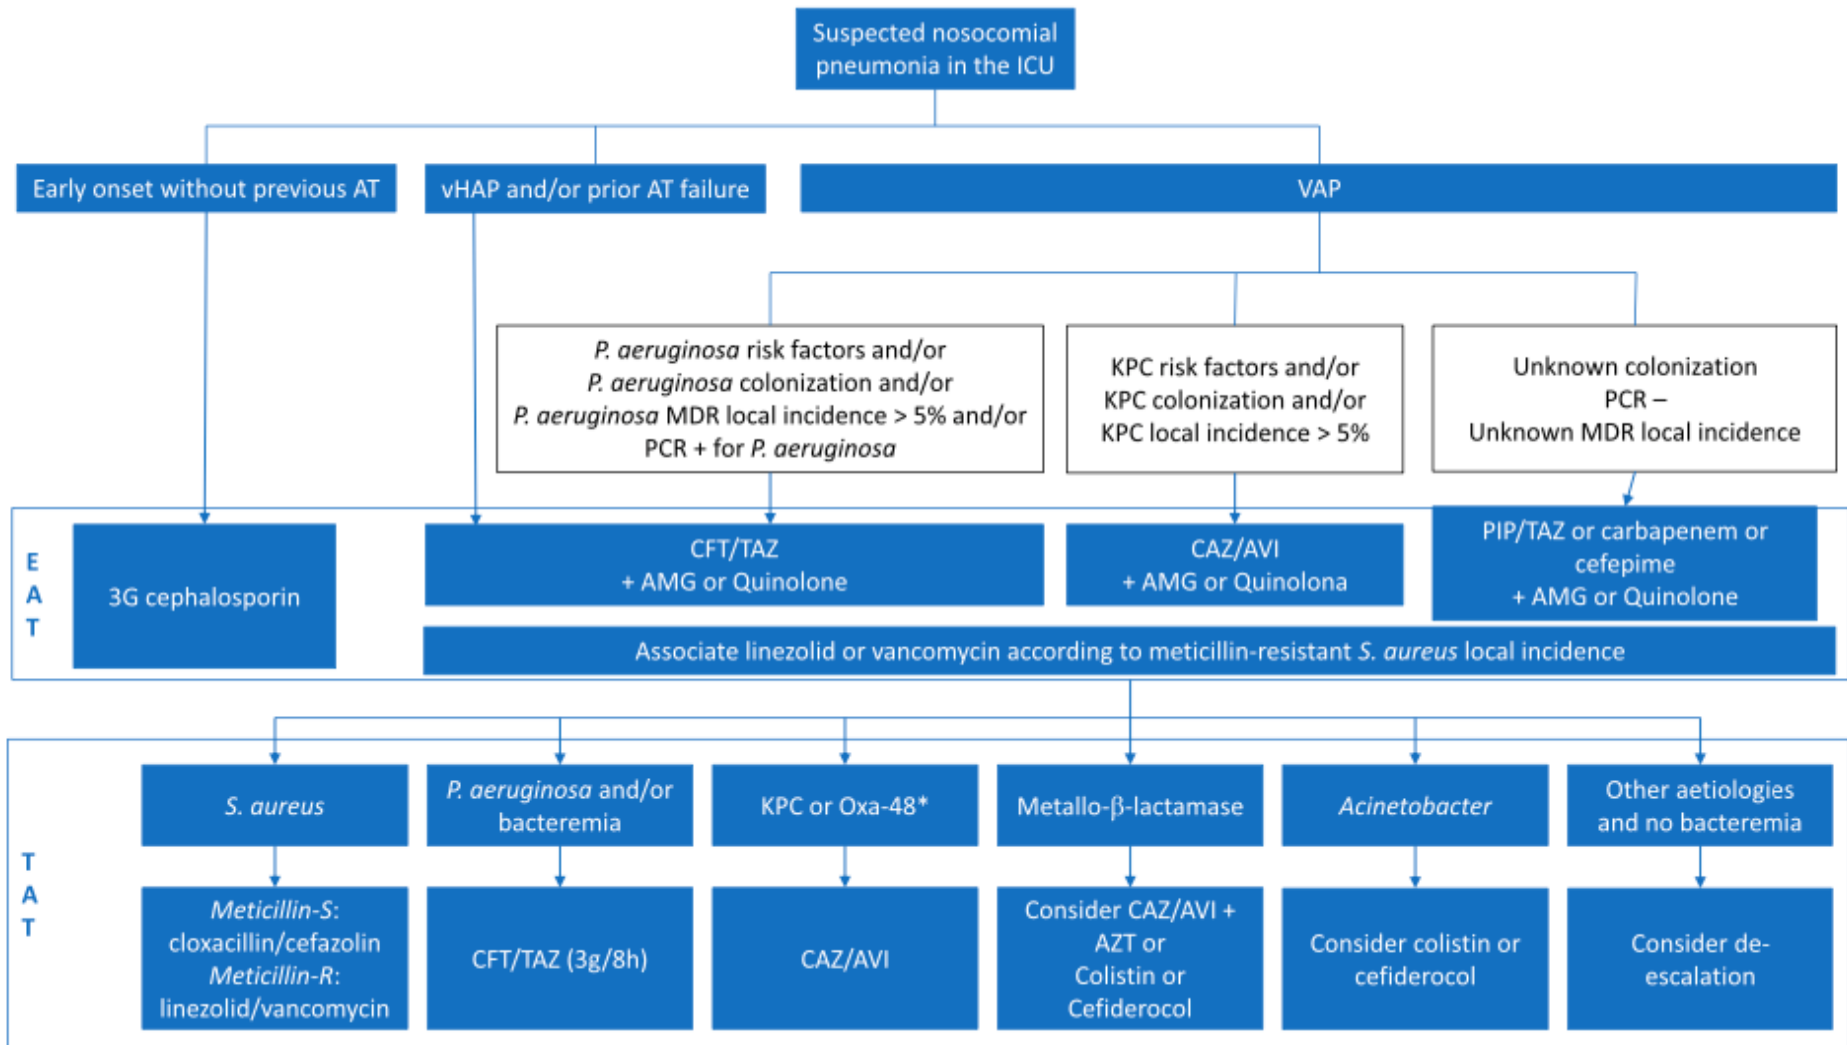 Suspected nosocomial
pneumonia in the ICU
Early onset without previous AT
vHAP and/or prior AT failure
VAP
P. aeruginosa risk factors and/or
P. aeruginosa colonization and/or
P. aeruginosa MDR local incidence > 5% and/or
PCR + for P. aeruginosa
KPC risk factors and/or
KPC colonization and/or
KPC local incidence > 5%
Unknown colonization
PCR –
Unknown MDR local incidence
E
A
T
3G cephalosporin
CFT/TAZ
+ AMG or Quinolone
CAZ/AVI
+ AMG or Quinolona
PIP/TAZ or carbapenem or
cefepime
+ AMG or Quinolone
Associate linezolid or vancomycin according to meticillin-resistant S. aureus local incidence
T
A
T
S. aureus
P. aeruginosa and/or
bacteremia
KPC or Oxa-48*
Metallo-β-lactamase
Acinetobacter
Other aetiologies
and no bacteremia
Meticillin-S:
cloxacillin/cefazolin
Meticillin-R:
linezolid/vancomycin
CFT/TAZ (3g/8h)
CAZ/AVI
Consider CAZ/AVI +
AZT or
Colistin or
Cefiderocol
Consider colistin or
cefiderocol
Consider de-
escalation